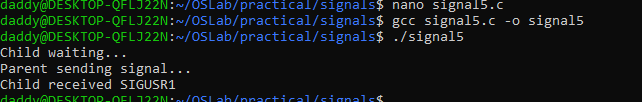 daddy@DESKTOP-QFLJ22N:~/OSLab/practical/signals$ nano signal5.c
daddy@DESKTOP-QFLJ22N:~/OSLab/practical/signals$ gcc signal5.c -o signal5
daddy@DESKTOP-QFLJ22N:~/OSLab/practical/signals$ ./signal5
Child waiting...
Parent sending signal...
Child received SIGUSR1
daddy@DESKTOP-QFLJ22N:~/OSLab/practical/signals$